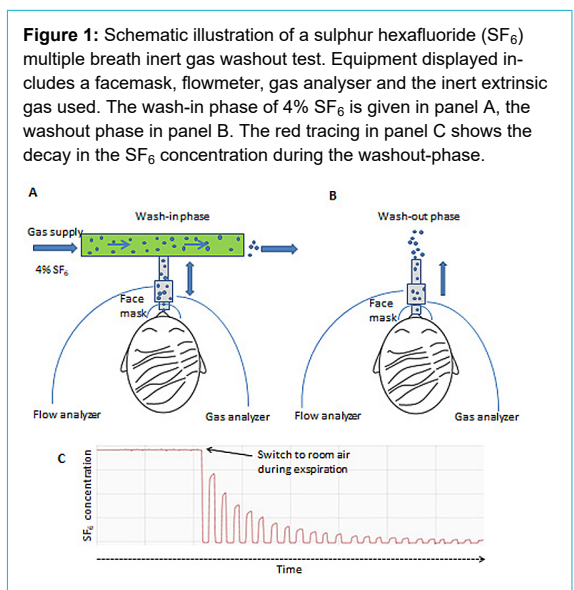 Figure 1: Schematic illustration of a sulphur hexafluoride (SF6)
multiple breath inert gas washout test. Equipment displayed in-
cludes a facemask, flowmeter, gas analyser and the inert extrinsic
gas used. The wash-in phase of 4% SF6 is given in panel A, the
washout phase in panel B. The red tracing in panel C shows the
decay in the SF6 concentration during the washout-phase.
A
Wash-in phase
Gas supply
4% SF6
Face
mask
Flow analyzer
Gas analyzer
B
Wash-out phase
Face
mask
Flow analyzer
Gas analyzer
C
SF6 concentration
Switch to room air
during exspiration
Time